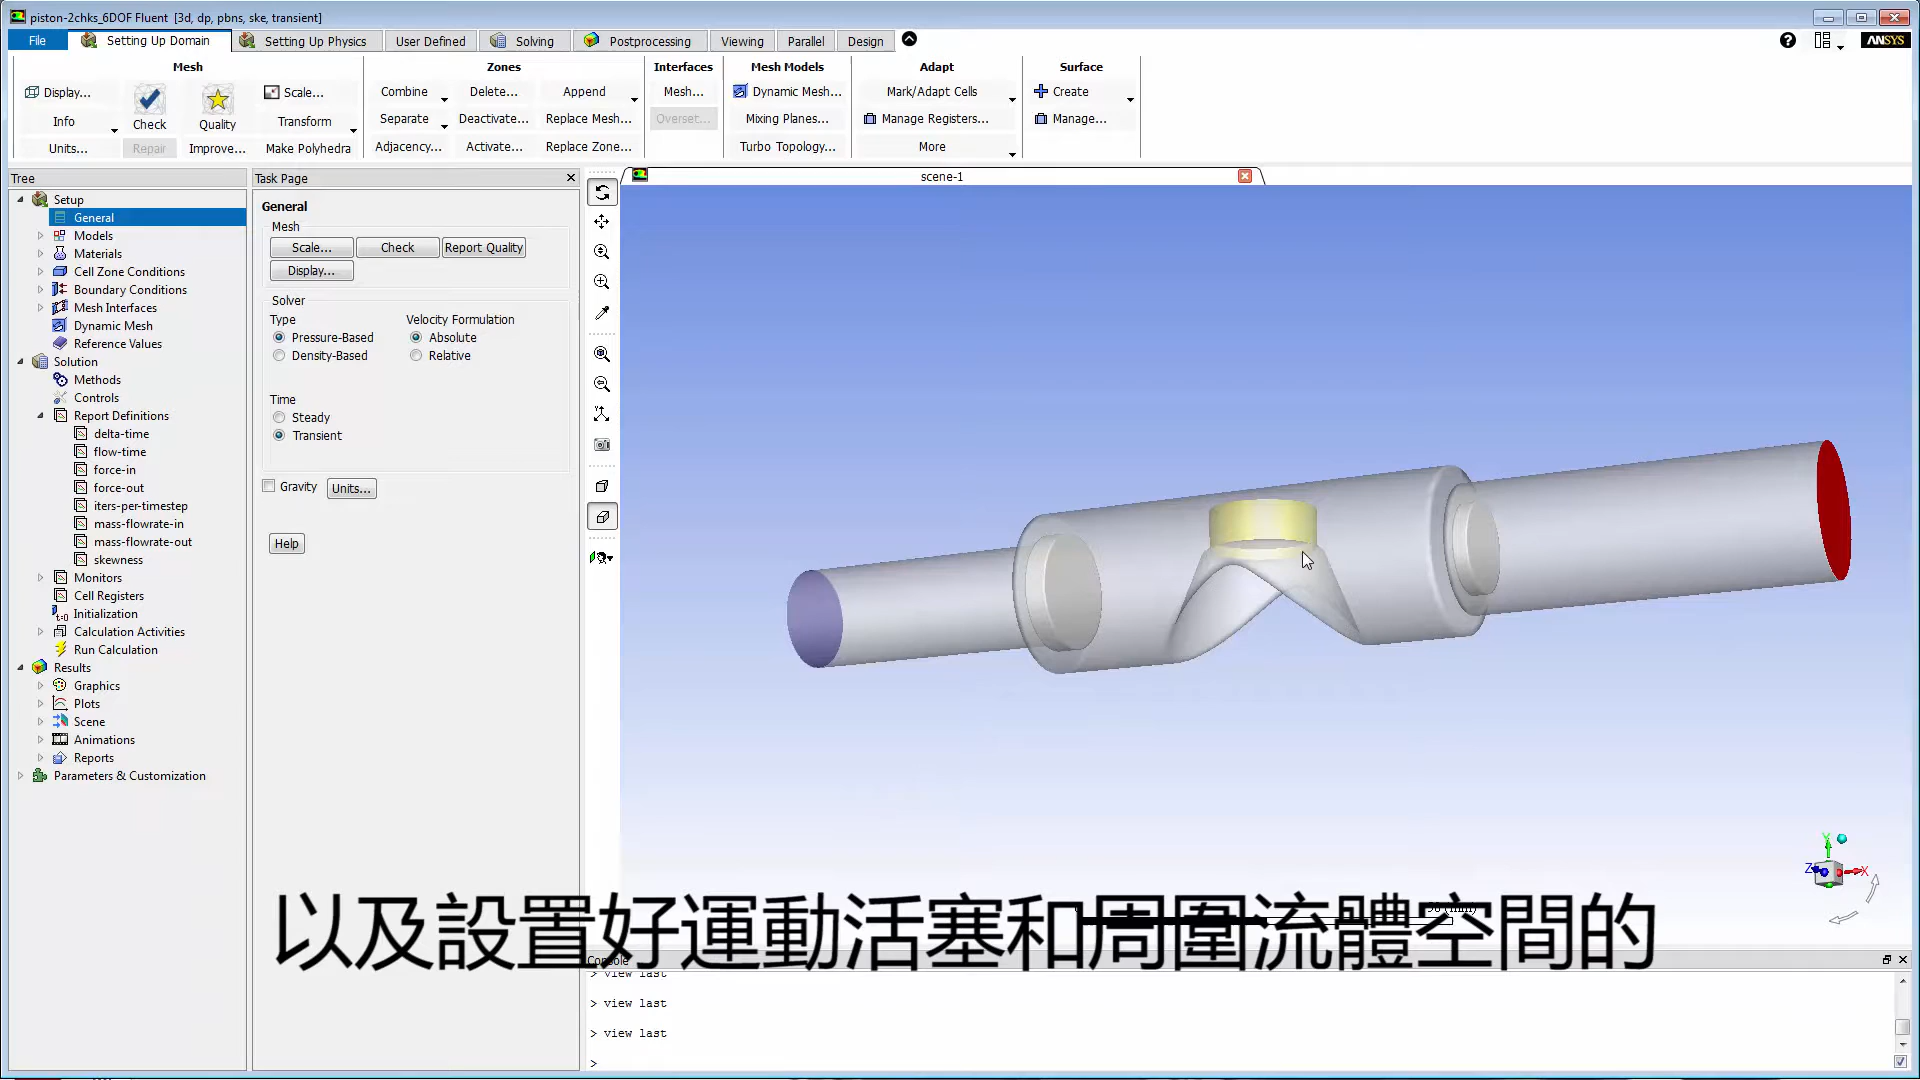 piston-2chks_6DOF Fluent [3d, dp, pbns, ske, transient]
File
Setting Up Domain
Setting Up Physics
User Defined
Solving
Postprocessing
Viewing
Parallel
Design
ANSYS
Mesh
Zones
Interfaces
Mesh Models
Adapt
Surface
Display...
Scale...
Combine
Delete...
Append
Mesh...
Dynamic Mesh...
Mark/Adapt Cells
Create
Info
Check
Quality
Transform
Separate
Deactivate...
Replace Mesh...
Overset...
Mixing Planes...
Manage Registers...
Manage...
Units...
Repair
Improve...
Make Polyhedra
Adjacency...
Activate...
Replace Zone...
Turbo Topology...
More
Tree
Task Page
scene-1
Setup
General
Models
Materials
Cell Zone Conditions
Boundary Conditions
Mesh Interfaces
Dynamic Mesh
Reference Values
Solution
Methods
Controls
Report Definitions
delta-time
flow-time
force-in
force-out
iters-per-timestep
mass-flowrate-in
mass-flowrate-out
skewness
Monitors
Cell Registers
Initialization
Calculation Activities
Run Calculation
Results
Graphics
Plots
Scene
Animations
Reports
Parameters & Customization
General
Mesh
Scale...
Check
Report Quality
Display...
Solver
Type
Velocity Formulation
Pressure-Based
Absolute
Density-Based
Relative
Time
Steady
Transient
Gravity
Units...
Help
Y
Z
X
以及設置好運動活塞和周圍流體空間的
Console
> view last
> view last
> view last
>